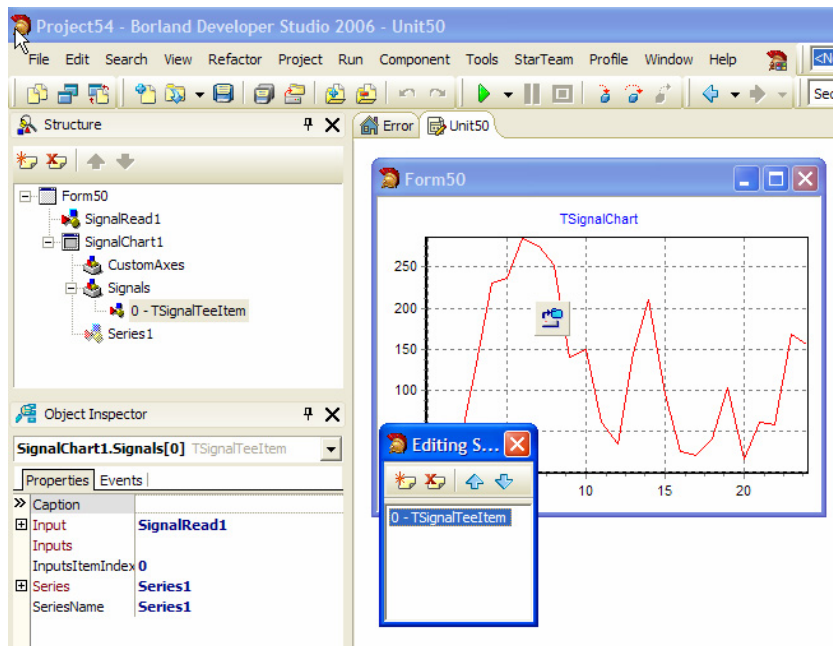 Project54 - Borland Developer Studio 2006 - Unit50
File Edit Search View Refactor Project Run Component Tools StarTeam Profile Window Help
Structure
Form50
SignalRead1
SignalChart1
CustomAxes
Signals
0 - TSignalTeeItem
Series1
Object Inspector
SignalChart1.Signals[0] TSignalTeeItem
Properties Events
Caption
Input SignalRead1
Inputs
InputsItemIndex 0
Series Series1
SeriesName Series1
Error Unit50
Form50
TSignalChart
250
200
150
100
10 15 20
Editing S...
0 - TSignalTeeItem